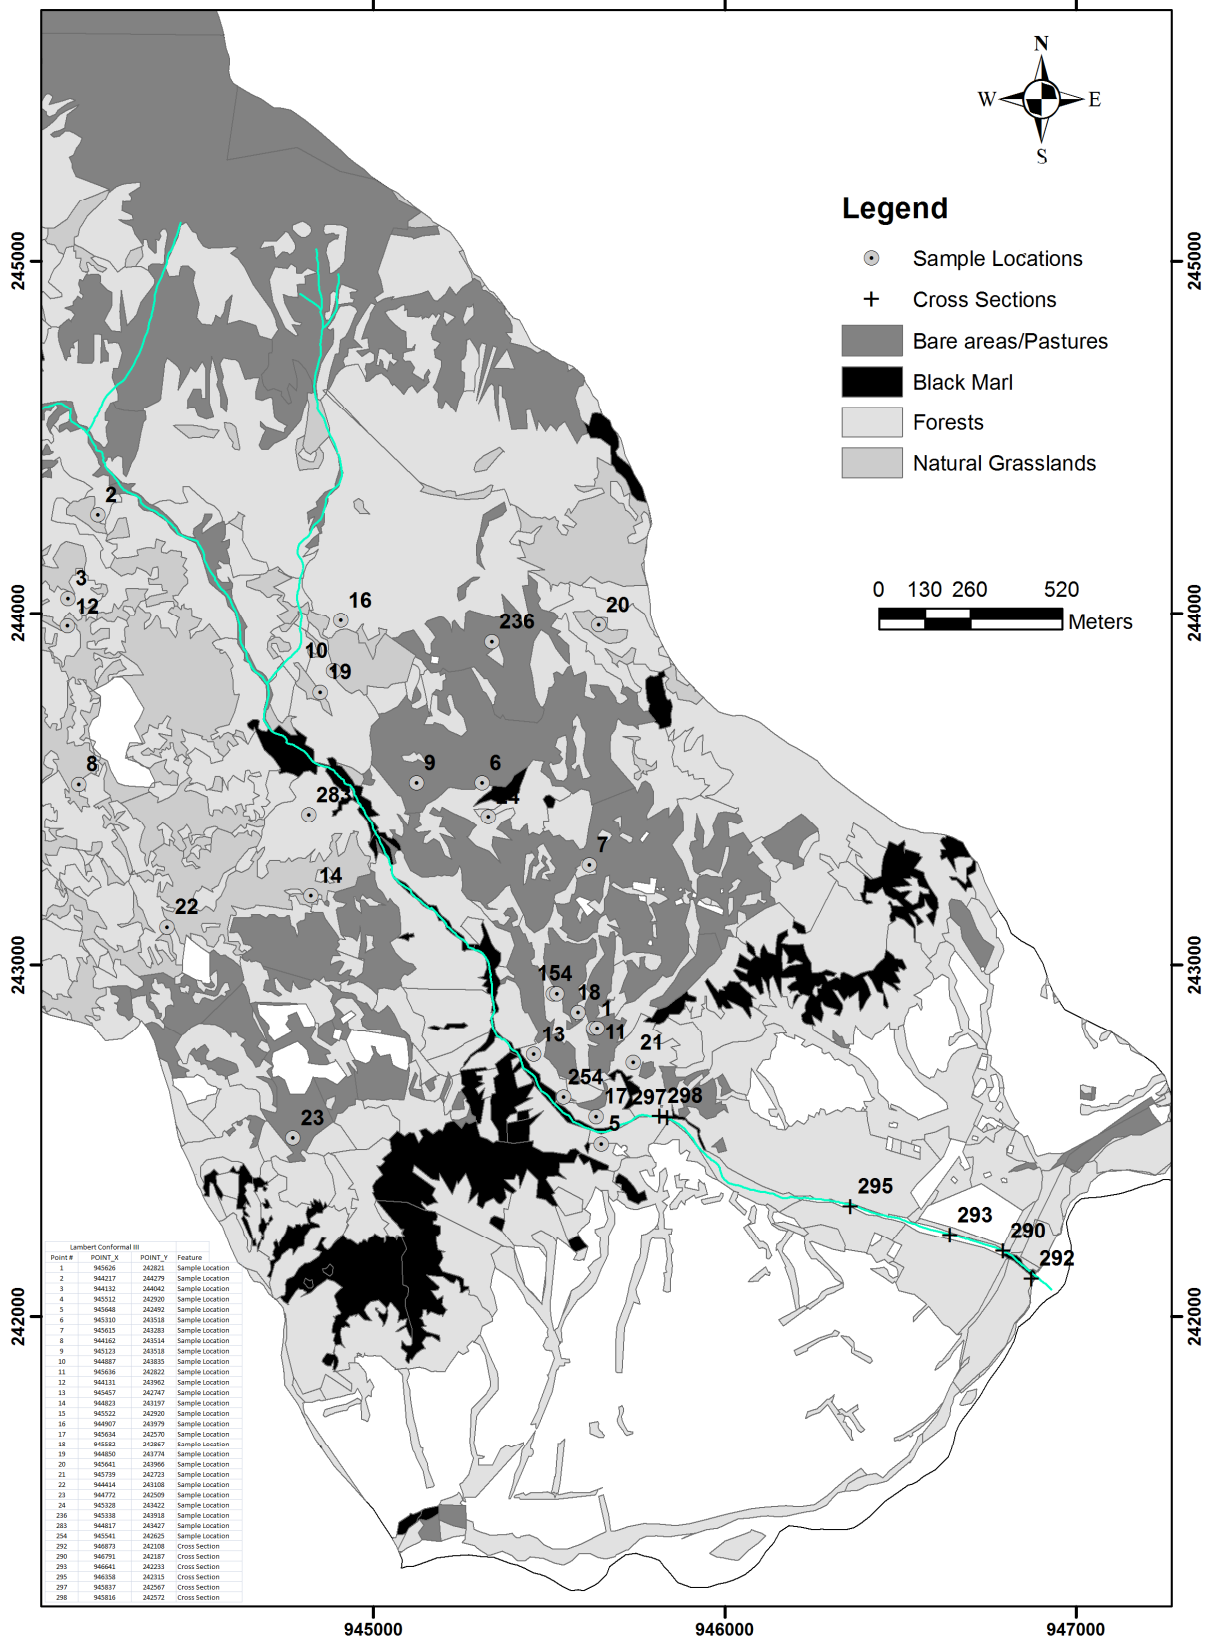 N
W E
S
Legend
Sample Locations
Cross Sections
Bare areas/Pastures
Black Marl
Forests
Natural Grasslands
0 130 260 520
Meters
245000
245000
244000
244000
243000
243000
242000
242000
945000
946000
947000
2
3
12
16
10
19
236
20
8
9
6
24
283
7
14
22
154
18
1
11
13
21
254
17
297
298
5
23
295
293
290
292
Lambert Conformal III
Point # POINT_X POINT_Y Feature
1 945626 242821 Sample Location
2 944217 244279 Sample Location
3 944132 244042 Sample Location
4 945512 242920 Sample Location
5 945648 242492 Sample Location
6 945310 243518 Sample Location
7 945615 243283 Sample Location
8 944162 243514 Sample Location
9 945123 243518 Sample Location
10 944887 243835 Sample Location
11 945636 242822 Sample Location
12 944131 243962 Sample Location
13 945457 242747 Sample Location
14 944823 243197 Sample Location
15 945522 242920 Sample Location
16 944907 243979 Sample Location
17 945634 242570 Sample Location
18 945582 242867 Sample Location
19 944850 243774 Sample Location
20 945641 243966 Sample Location
21 945739 242723 Sample Location
22 944414 243108 Sample Location
23 944772 242509 Sample Location
24 945328 243422 Sample Location
236 945338 243918 Sample Location
283 944817 243427 Sample Location
254 945541 242625 Sample Location
292 946873 242108 Cross Section
290 946791 242187 Cross Section
293 946641 242233 Cross Section
295 946358 242315 Cross Section
297 945837 242567 Cross Section
298 945816 242572 Cross Section